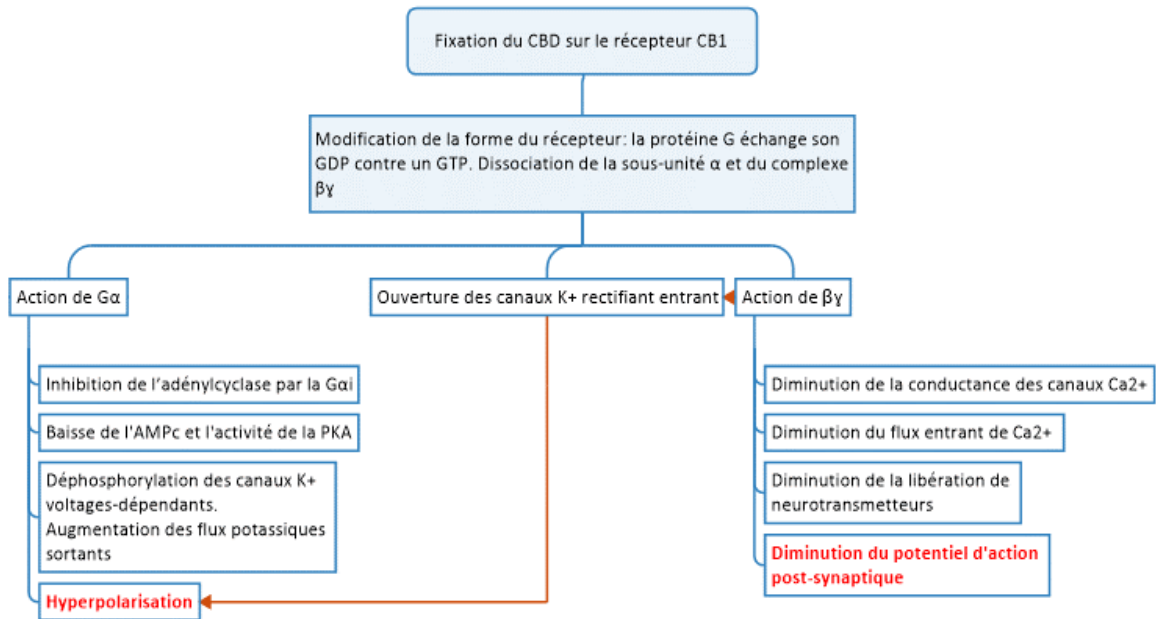 Fixation du CBD sur le récepteur CB1
Modification de la forme du récepteur: la protéine G échange son
GDP contre un GTP. Dissociation de la sous-unité α et du complexe
βɣ
Action de Gα
Ouverture des canaux K+ rectifiant entrant
Action de βɣ
Inhibition de l'adénylcyclase par la Gαi
Baisse de l'AMPc et l'activité de la PKA
Déphosphorylation des canaux K+
voltages-dépendants.
Augmentation des flux potassiques
sortants
Hyperpolarisation
Diminution de la conductance des canaux Ca2+
Diminution du flux entrant de Ca2+
Diminution de la libération de
neurotransmetteurs
Diminution du potentiel d'action
post-synaptique